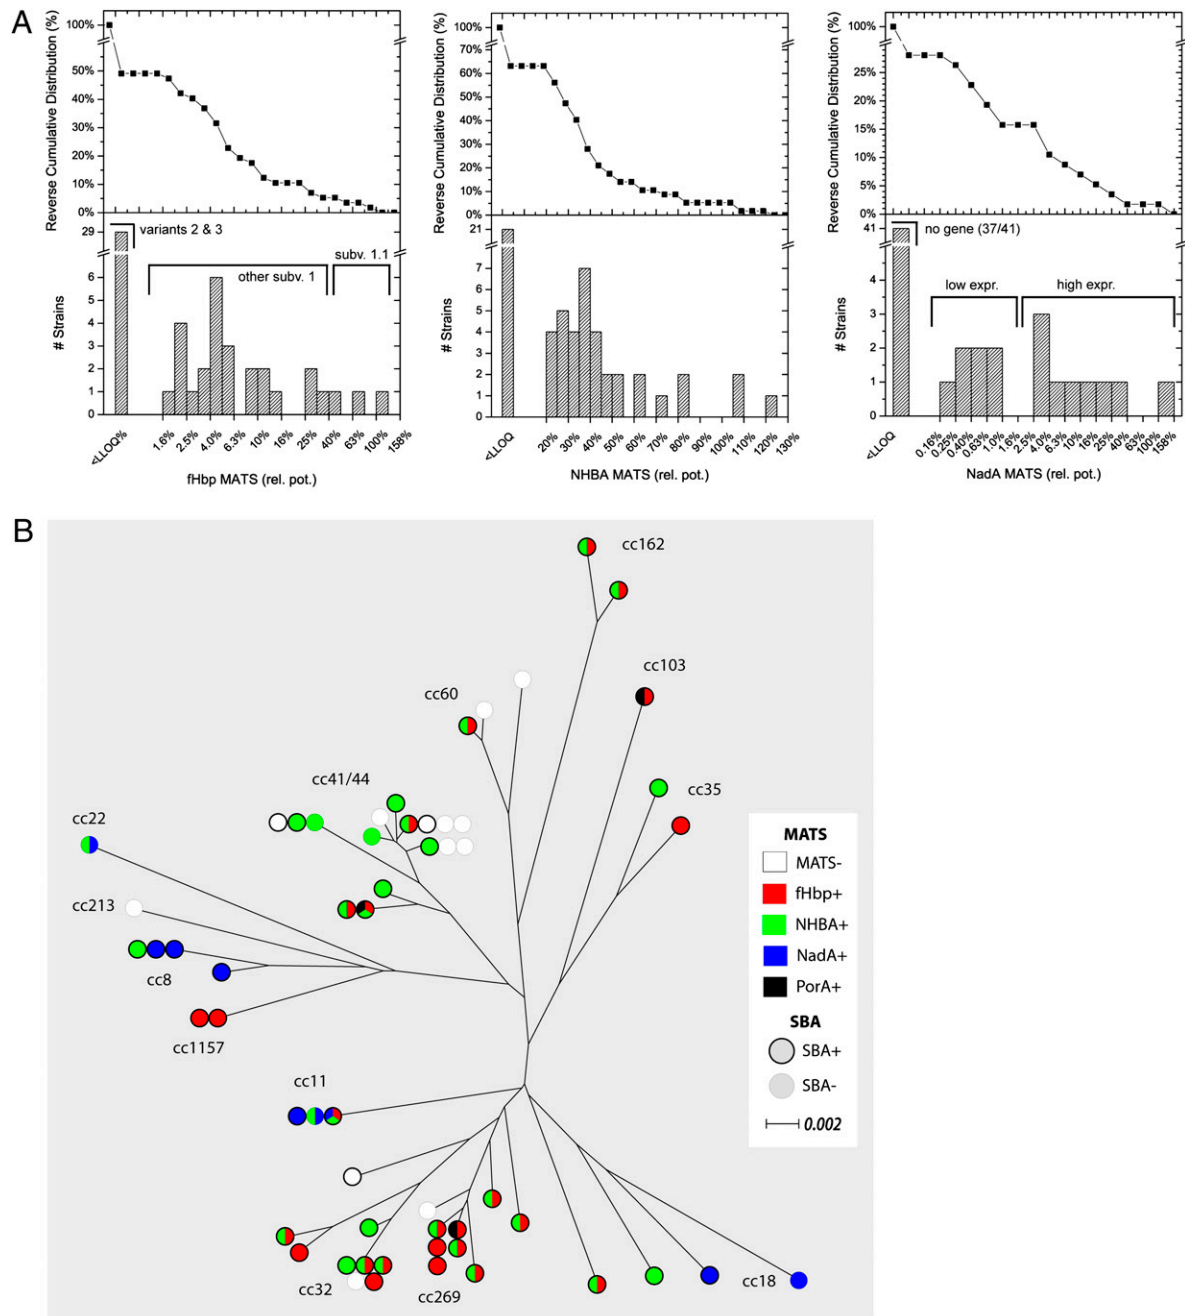 A
Reverse Cumulative Distribution (%)
100%
50%
40%
30%
20%
10%
0%
29
variants 2 & 3
other subv. 1
subv. 1.1
# Strains
6
5
4
3
2
1
0
<LLOQ% 1.6% 2.5% 4.0% 6.3% 10% 16% 25% 40% 63% 100% 158%
fHbp MATS (rel. pot.)
Reverse Cumulative Distribution (%)
100%
70%
60%
50%
40%
30%
20%
10%
0%
21
# Strains
7
6
5
4
3
2
1
0
<LLOQ 20% 30% 40% 50% 60% 70% 80% 90% 100% 110% 120% 130%
NHBA MATS (rel. pot.)
Reverse Cumulative Distribution (%)
100%
25%
20%
15%
10%
5%
0%
41
no gene (37/41)
low expr.
high expr.
# Strains
4
3
2
1
0
<LLOQ 0.16% 0.25% 0.40% 0.63% 1.0% 1.6% 2.5% 4.0% 6.3% 10% 16% 25% 40% 63% 100% 158%
NadA MATS (rel. pot.)
B
cc162
cc103
cc60
cc41/44
cc35
cc22
cc213
cc8
cc1157
cc11
cc32
cc269
cc18
MATS
MATS-
fHbp+
NHBA+
NadA+
PorA+
SBA
SBA+
SBA-
0.002